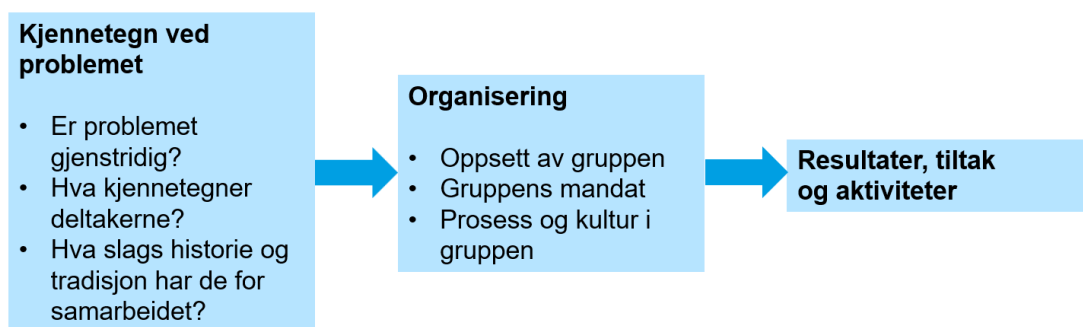 Kjennetegn ved
problemet
• Er problemet
gjenstridig?
• Hva kjennetegner
deltakerne?
• Hva slags historie og
tradisjon har de for
samarbeidet?
Organisering
• Oppsett av gruppen
• Gruppens mandat
• Prosess og kultur i
gruppen
Resultater, tiltak
og aktiviteter